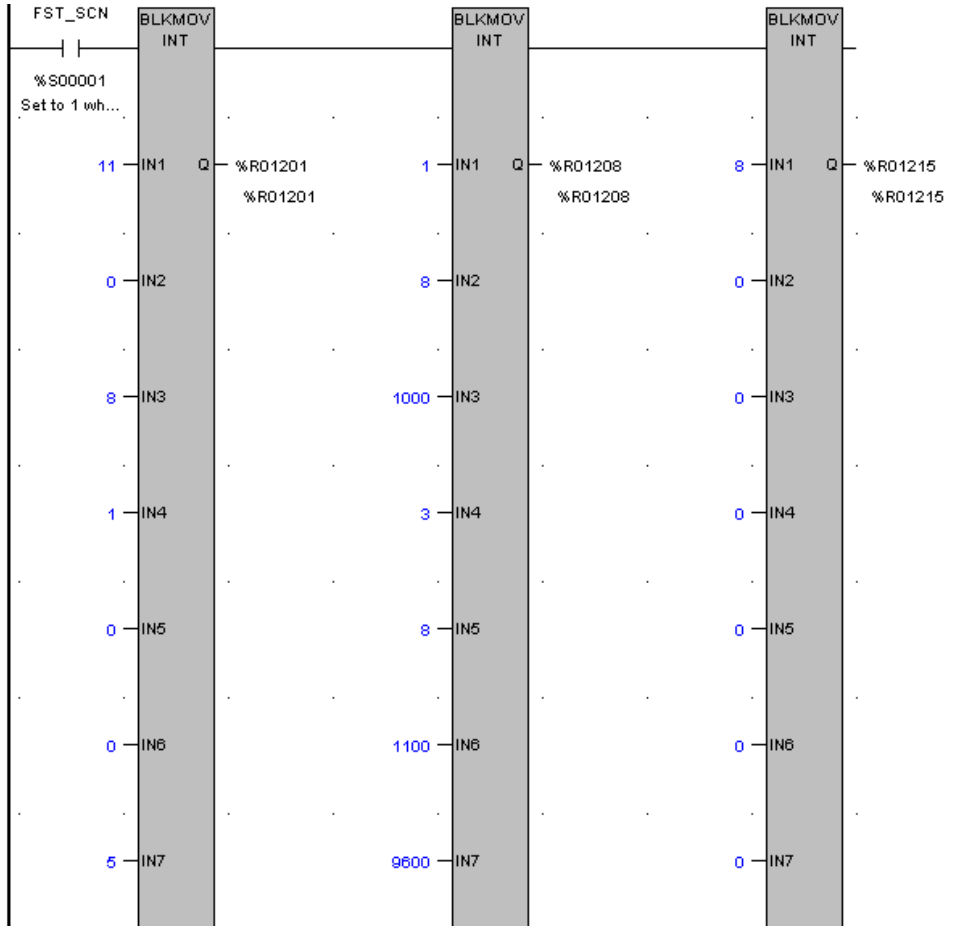 FST_SCN BLKMOV BLKMOV BLKMOV
INT INT INT
%S00001
Set to 1 wh...
11 IN1 Q %R01201 1 IN1 Q %R01208 8 IN1 Q %R01215
%R01201 %R01208 %R01215
0 IN2 8 IN2 0 IN2
8 IN3 1000 IN3 0 IN3
1 IN4 3 IN4 0 IN4
0 IN5 8 IN5 0 IN5
0 IN6 1100 IN6 0 IN6
5 IN7 9600 IN7 0 IN7